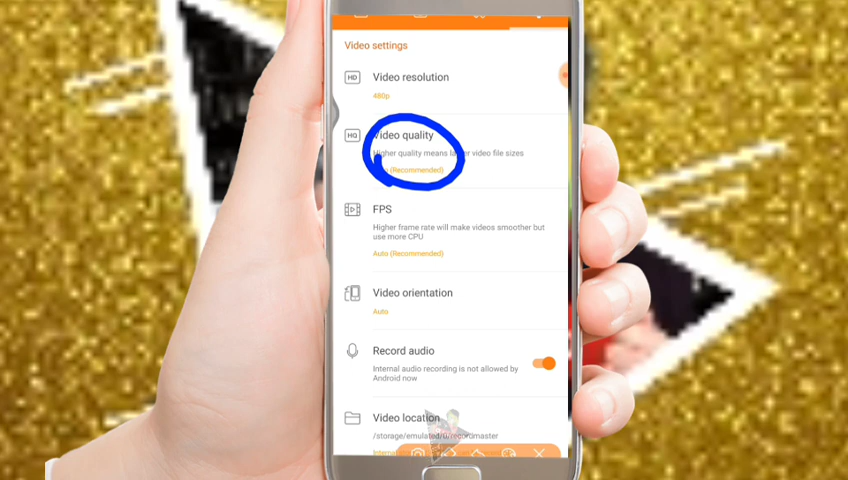 Video settings
HD
Video resolution
480p
HQ
Video quality
Higher quality means larger video file sizes
(Recommended)
FPS
Higher frame rate will make videos smoother but
use more CPU
Auto (Recommended)
Video orientation
Auto
Record audio
Internal audio recording is not allowed by
Android now
Video location
/storage/emulated/0/recordmaster